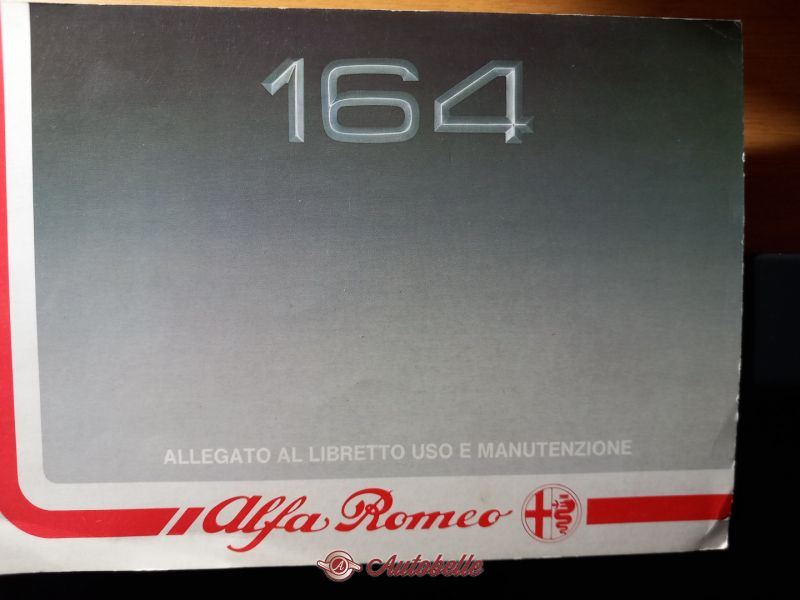 164
ALLEGATO AL LIBRETTO USO E MANUTENZIONE
Alfa Romeo
A Autobelle